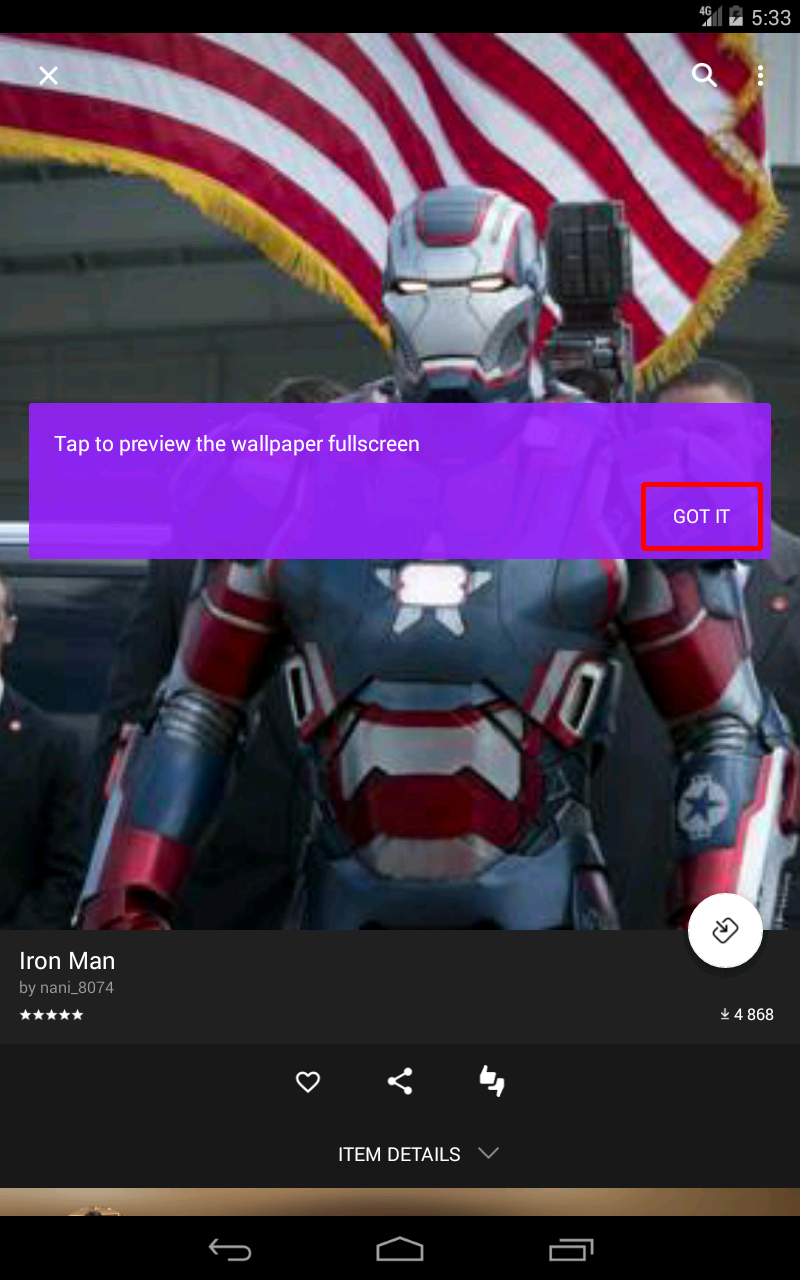 4G 5:33
Tap to preview the wallpaper fullscreen
GOT IT
Iron Man
by nani_8074
4 868
ITEM DETAILS